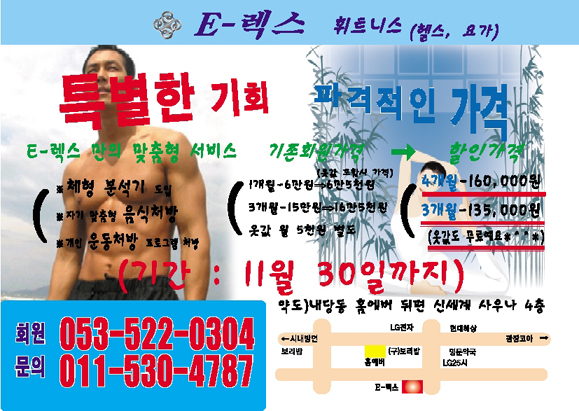 E-렉스 휘트니스 (헬스, 요가)
특별한 기회 파격적인 가격
E-렉스 만의 맞춤형 서비스
기존회원가격 → 할인가격
(옷값 포함시 가격)
*체형 분석기 도입
*자기 맞춤형 음식처방
*개인 운동처방 프로그램 처방
1개월-6만원⇒6만5천원
3개월-15만원⇒16만5천원
옷값 월 5천원 별도
4개월-160,000원
3개월-135,000원
(옷값도 무료예요*^^*)
(기간 : 11월 30일까지)
회원 문의
053-522-0304
011-530-4787
약도)내당동 홈에버 뒤편 신세계 사우나 4층
LG전자 현대해상
←시내방면 광장코아→
보리밥 (구)보리밥 명문약국
홈에버 LG25시
E-렉스